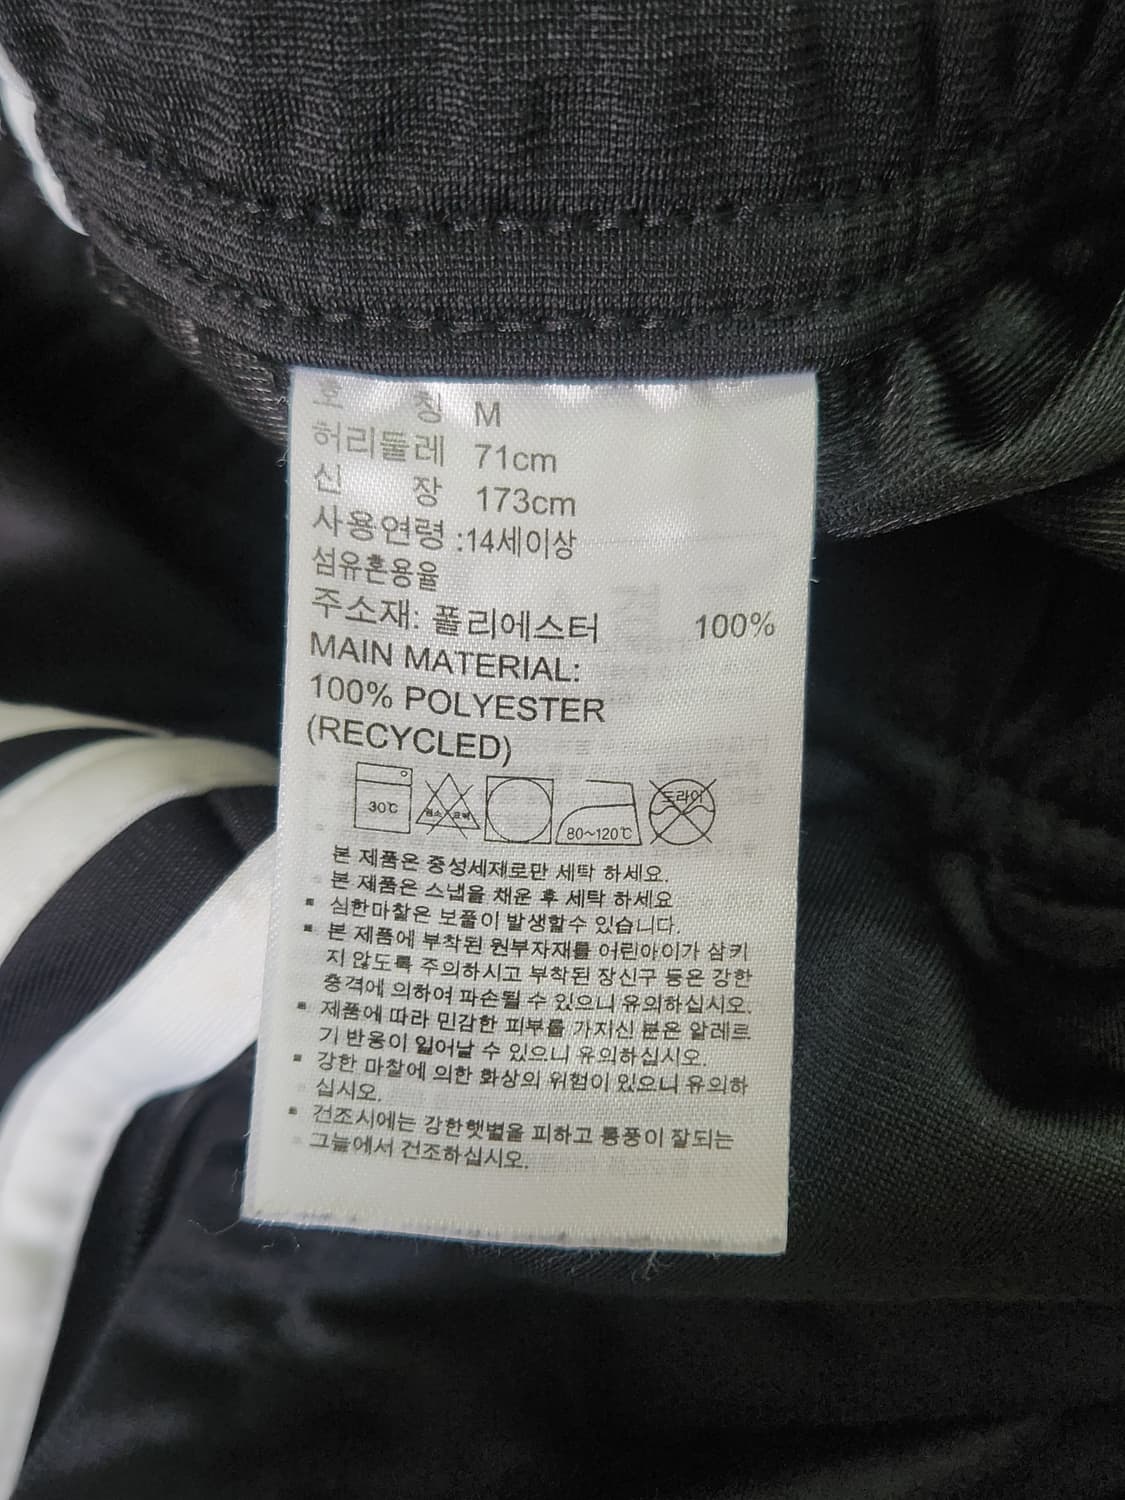 호 칭 M
허리둘레 71cm
신 장 173cm
사용연령 :14세이상
섬유혼용율
주소재: 폴리에스터 100%
MAIN MATERIAL:
100% POLYESTER
(RECYCLED)
30℃
염소 표백
80~120℃
드라이
본 제품은 중성세제로만 세탁 하세요.
본 제품은 스냅을 채운 후 세탁 하세요
심한마찰은 보풀이 발생할수 있습니다.
본 제품에 부착된 원부자재를 어린아이가 삼키
지 않도록 주의하시고 부착된 장신구 등은 강한
충격에 의하여 파손될 수 있으니 유의하십시오.
제품에 따라 민감한 피부를 가지신 분은 알레르
기 반응이 일어날 수 있으니 유의하십시오.
강한 마찰에 의한 화상의 위험이 있으니 유의하
십시오.
건조시에는 강한햇볕을 피하고 통풍이 잘되는
그늘에서 건조하십시오.